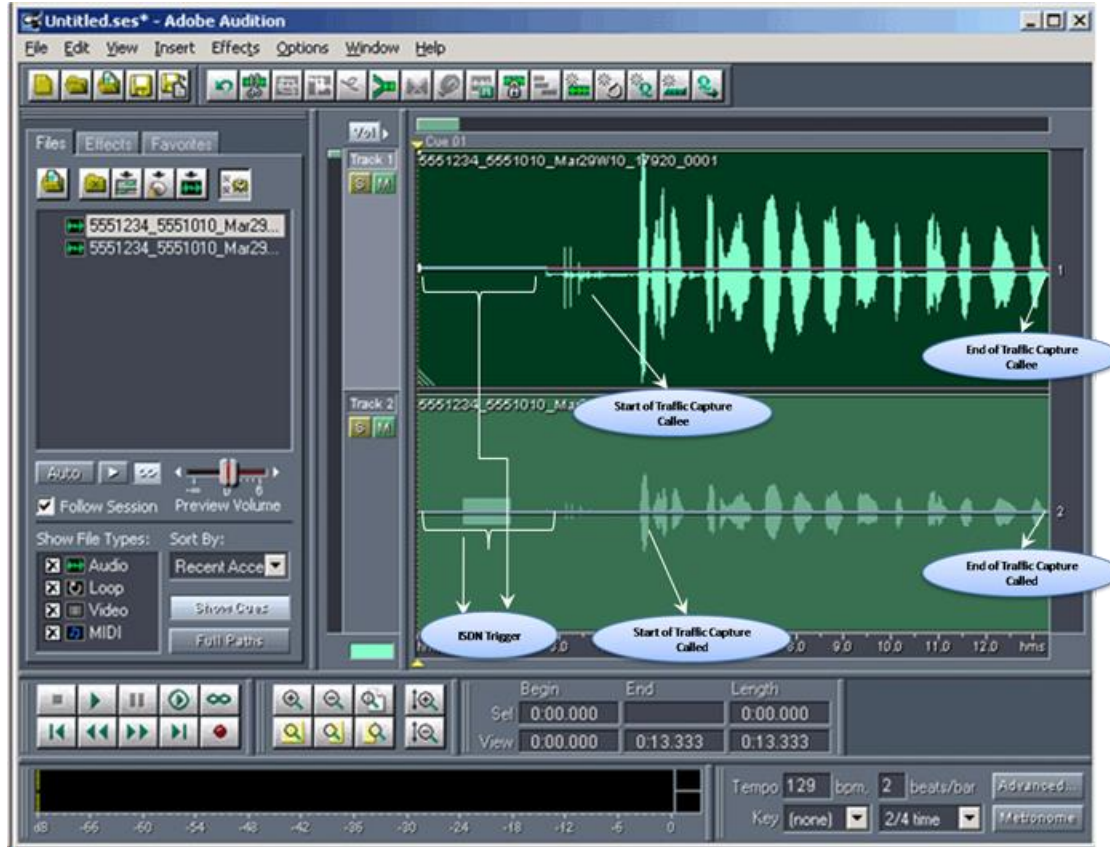 Untitled.ses* - Adobe Audition
File Edit View Insert Effects Options Window Help
Files Effects Favorites
5551234_5551010_Mar29...
5551234_5551010_Mar29...
Auto
Follow Session
Preview Volume
Show File Types:
Sort By:
Audio
Loop
Video
MIDI
Recent Acce
Show Cues
Full Paths
Vol
Cue 01
Track 1
S M
5551234_5551010_Mar29W10_17920_0001
1
End of Traffic Capture
Callee
Start of Traffic Capture
Callee
Track 2
S M
5551234_5551010_Mar
2
End of Traffic Capture
Called
ISDN Trigger
Start of Traffic Capture
Called
9.0 10.0 11.0 12.0 hms
Begin End Length
Sel 0:00.000 0:00.000
View 0:00.000 0:13.333 0:13.333
dB -66 -60 -54 -48 -42 -36 -30 -24 -18 -12 -6 0
Tempo 129 bpm, 2 beats/bar Advanced...
Key (none) 2/4 time Metronome